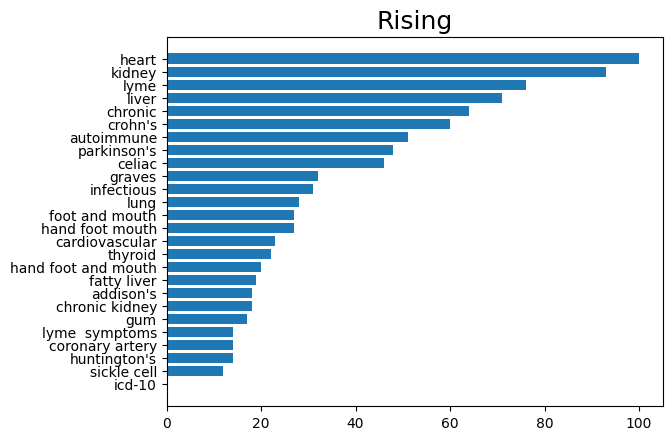 Rising
heart
kidney
lyme
liver
chronic
crohn's
autoimmune
parkinson's
celiac
graves
infectious
lung
foot and mouth
hand foot mouth
cardiovascular
thyroid
hand foot and mouth
fatty liver
addison's
chronic kidney
gum
lyme  symptoms
coronary artery
huntington's
sickle cell
icd-10
0 20 40 60 80 100